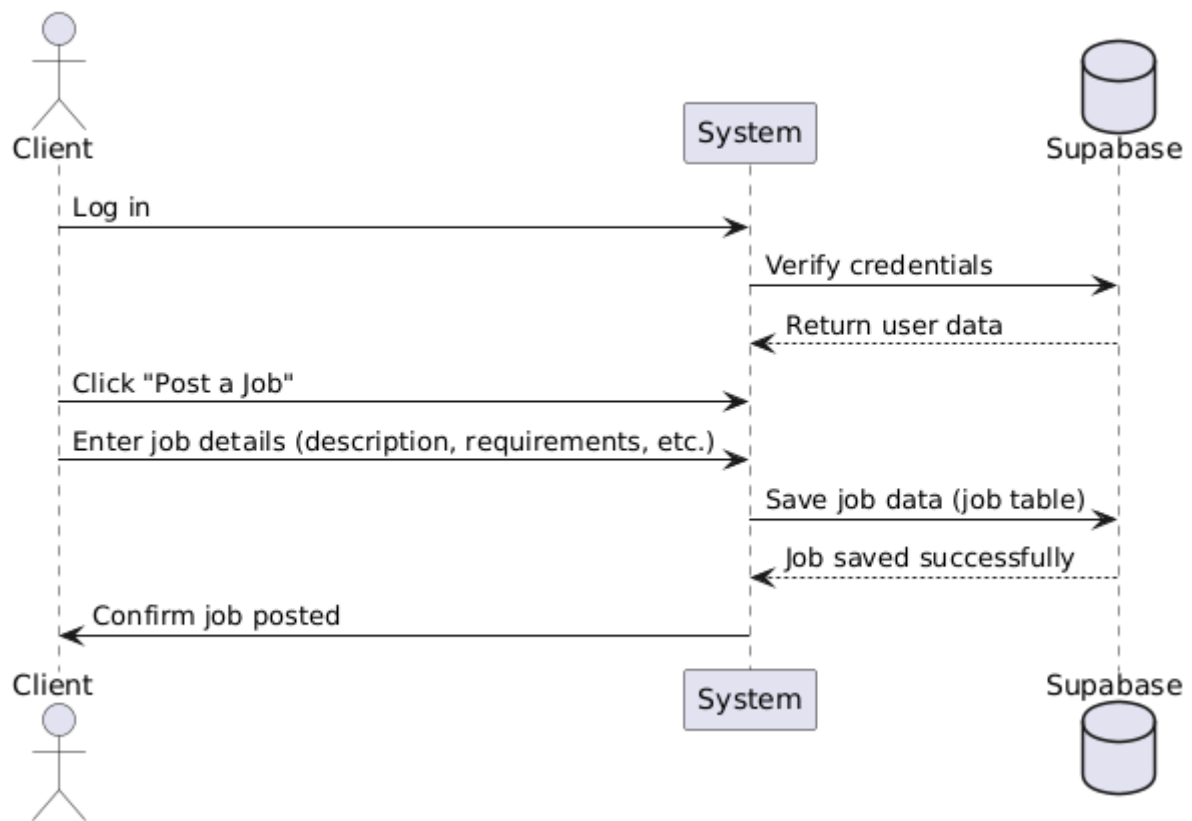 Client
System
Supabase
Log in
Verify credentials
Return user data
Click "Post a Job"
Enter job details (description, requirements, etc.)
Save job data (job table)
Job saved successfully
Confirm job posted
Client
System
Supabase